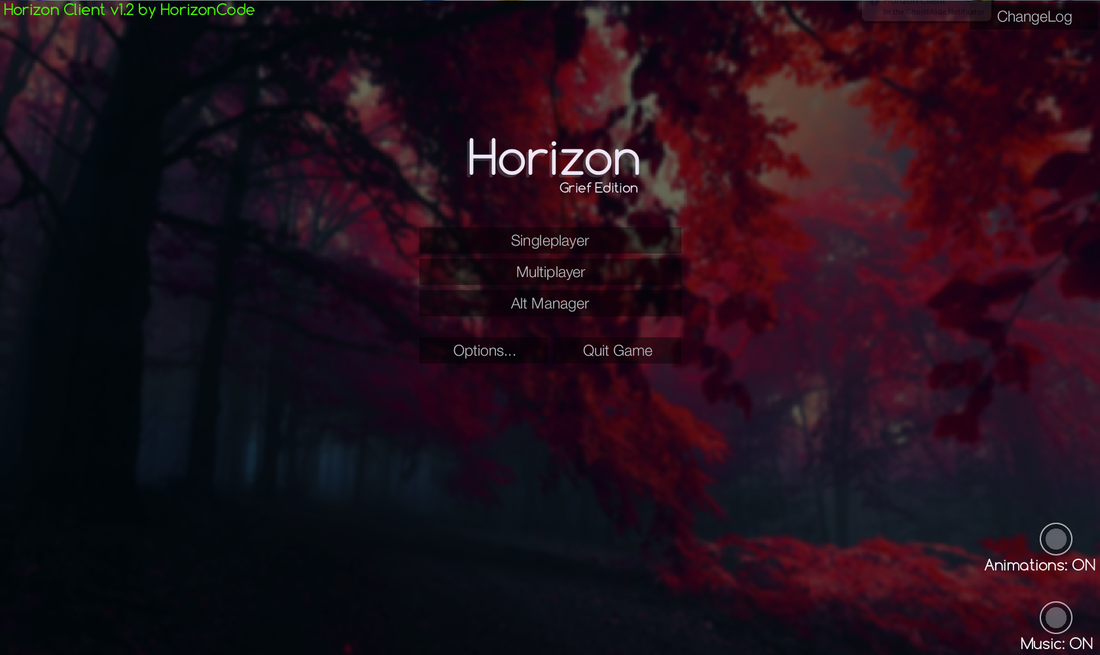 Horizon Client v1.2 by HorizonCode
ChangeLog
Horizon
Grief Edition
Singleplayer
Multiplayer
Alt Manager
Options...
Quit Game
Animations: ON
Music: ON